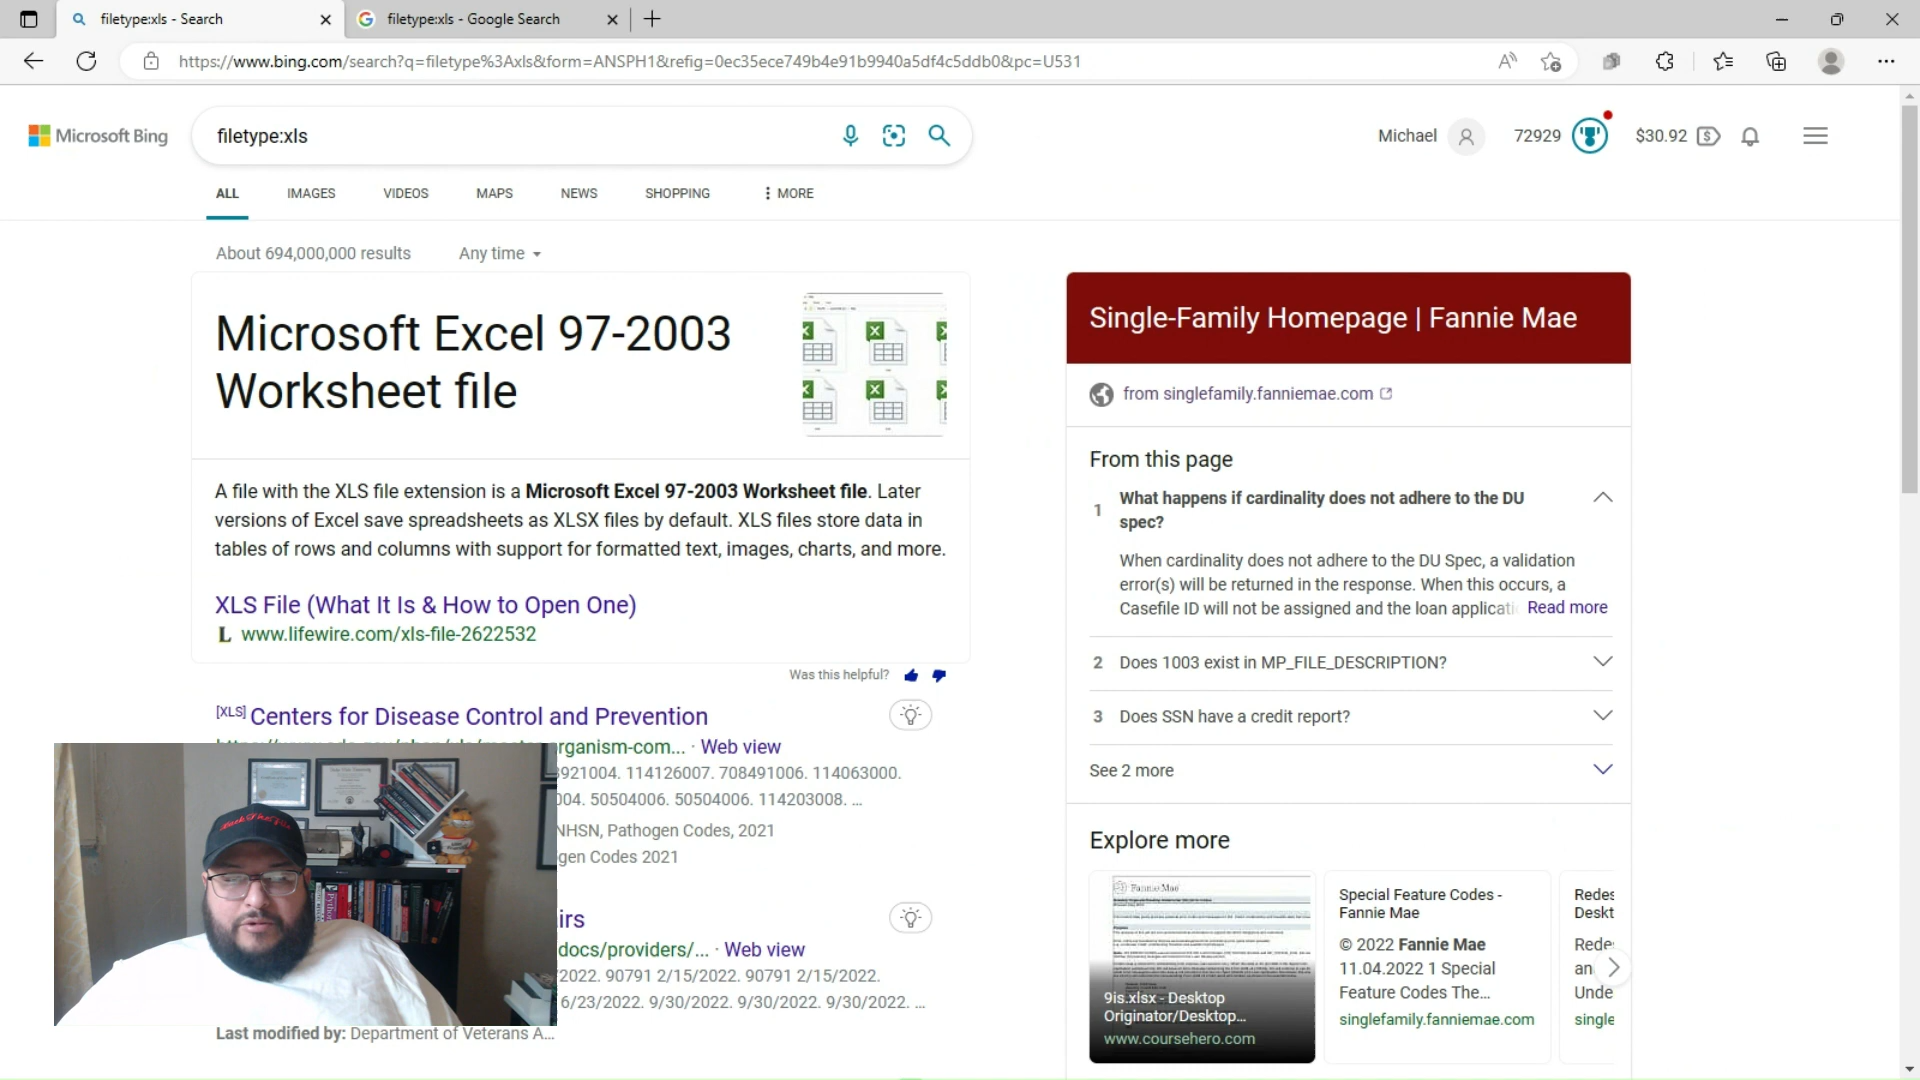 filetype:xls - Search
filetype:xls - Google Search
https://www.bing.com/search?q=filetype%3Axls&form=ANSPH1&refig=0ec35ece749b4e91b9940a5df4c5ddb0&pc=U531
Microsoft Bing
filetype:xls
Michael
72929
$30.92
ALL
IMAGES
VIDEOS
MAPS
NEWS
SHOPPING
MORE
About 694,000,000 results
Any time
Microsoft Excel 97-2003
Worksheet file
A file with the XLS file extension is a Microsoft Excel 97-2003 Worksheet file. Later
versions of Excel save spreadsheets as XLSX files by default. XLS files store data in
tables of rows and columns with support for formatted text, images, charts, and more.
XLS File (What It Is & How to Open One)
L www.lifewire.com/xls-file-2622532
Was this helpful?
[XLS] Centers for Disease Control and Prevention
rganism-com... · Web view
921004. 114126007. 708491006. 114063000.
04. 50504006. 50504006. 114203008. ...
NHSN, Pathogen Codes, 2021
gen Codes 2021
irs
docs/providers/... · Web view
2022. 90791 2/15/2022. 90791 2/15/2022.
6/23/2022. 9/30/2022. 9/30/2022. 9/30/2022. ...
Last modified by: Department of Veterans A...
Single-Family Homepage | Fannie Mae
from singlefamily.fanniemae.com
From this page
1 What happens if cardinality does not adhere to the DU
spec?
When cardinality does not adhere to the DU Spec, a validation
error(s) will be returned in the response. When this occurs, a
Casefile ID will not be assigned and the loan applicati Read more
2 Does 1003 exist in MP_FILE_DESCRIPTION?
3 Does SSN have a credit report?
See 2 more
Explore more
Fannie Mae
9is.xlsx - Desktop
Originator/Desktop...
www.coursehero.com
Special Feature Codes -
Fannie Mae
© 2022 Fannie Mae
11.04.2022 1 Special
Feature Codes The...
singlefamily.fanniemae.com
Redes
Deskt
Rede
an
Unde
single